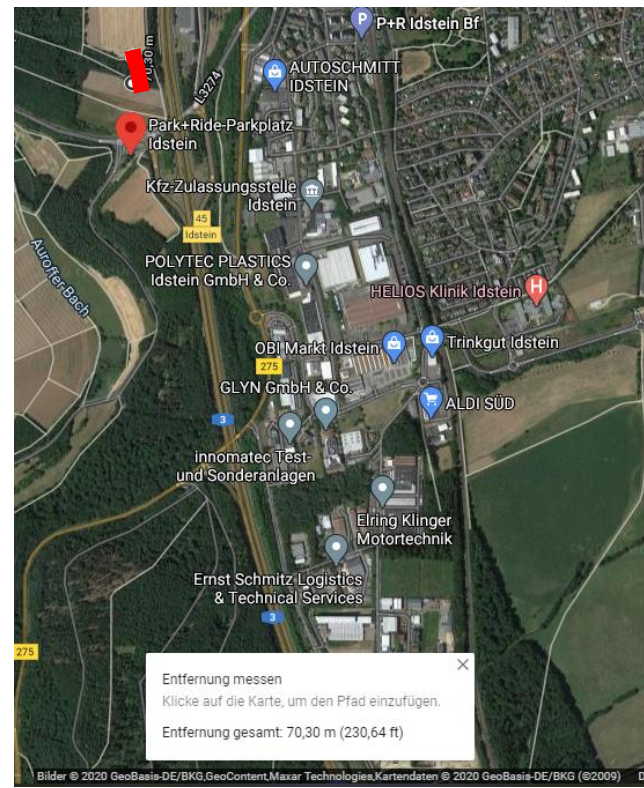 P+R Idstein Bf
70,30 m
L3274
AUTOSCHMITT
IDSTEIN
Park+Ride-Parkplatz
Idstein
Kfz-Zulassungsstelle
Idstein
45
Idstein
Auroffer-Bach
POLYTEC PLASTICS
Idstein GmbH & Co.
HELIOS Klinik Idstein
H
OBI Markt Idstein
Trinkgut Idstein
275
GLYN GmbH & Co.
ALDI SÜD
3
innomatec Test-
und Sonderanlagen
Elring Klinger
Motortechnik
Ernst Schmitz Logistics
& Technical Services
3
275
Entfernung messen
Klicke auf die Karte, um den Pfad einzufügen.
Entfernung gesamt: 70,30 m (230,64 ft)
Bilder © 2020 GeoBasis-DE/BKG,GeoContent,Maxar Technologies,Kartendaten © 2020 GeoBasis-DE/BKG (©2009)